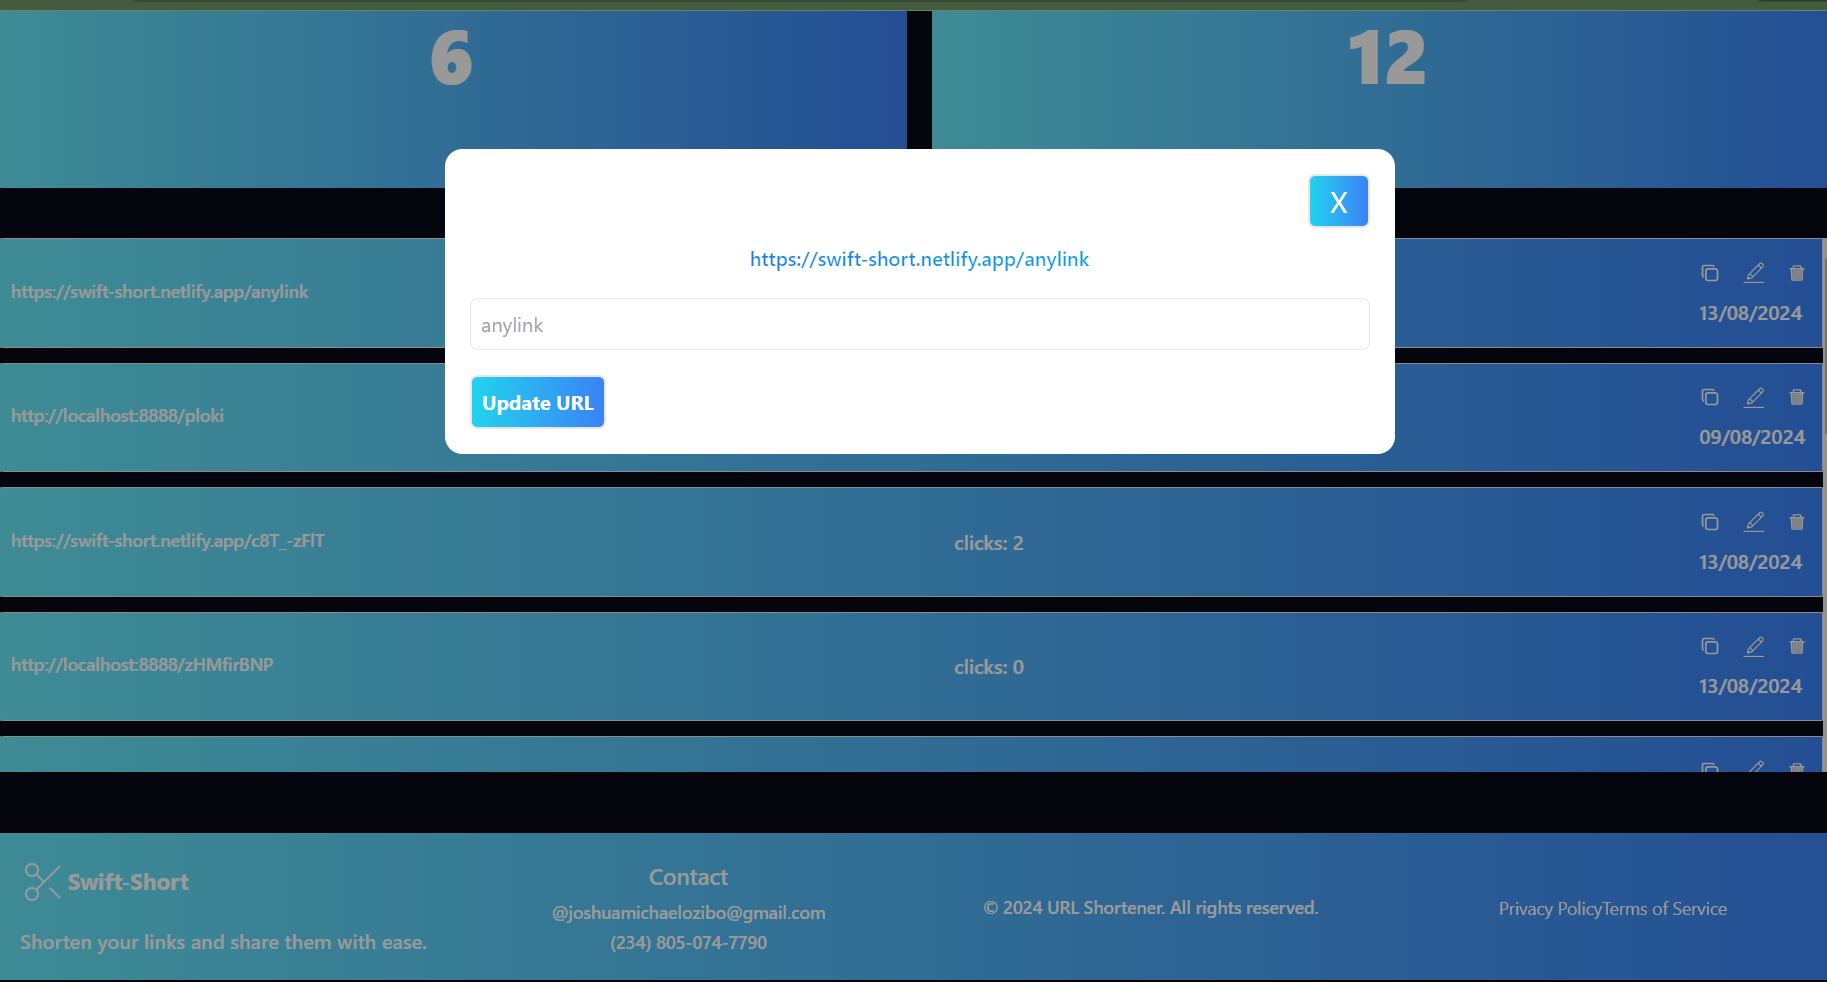 6
12
X
https://swift-short.netlify.app/anylink
anylink
Update URL
https://swift-short.netlify.app/anylink
13/08/2024
http://localhost:8888/ploki
09/08/2024
https://swift-short.netlify.app/c8T_-zFlT
clicks: 2
13/08/2024
http://localhost:8888/zHMfirBNP
clicks: 0
13/08/2024
Swift-Short
Shorten your links and share them with ease.
Contact
@joshuamichaelozibo@gmail.com
(234) 805-074-7790
© 2024 URL Shortener. All rights reserved.
Privacy PolicyTerms of Service